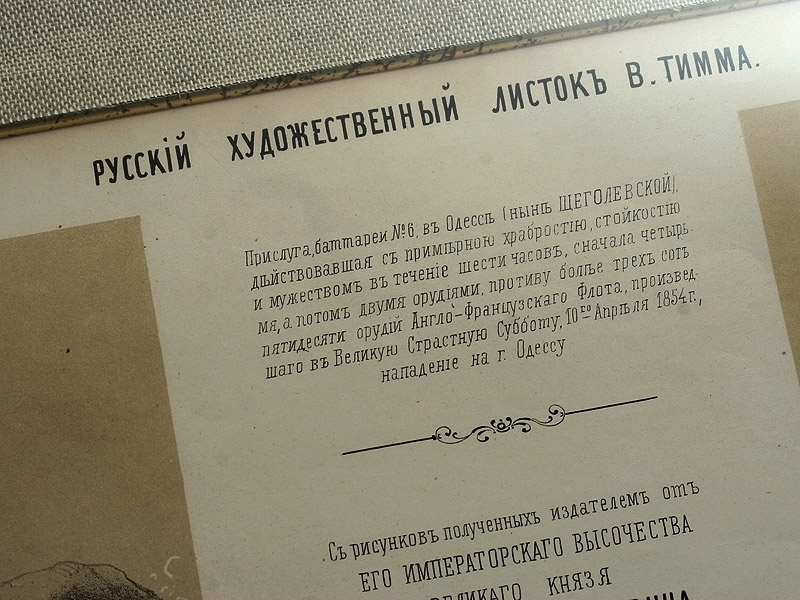 РУССКІЙ ХУДОЖЕСТВЕННЫЙ ЛИСТОКЪ В. ТИММА.
Прислуга, баттареи №6, въ Одессѣ (нынѣ ЩЕГОЛЕВСКОЙ),
дѣйствовавшая съ примѣрною храбростію, стойкостію
и мужествомъ въ теченіе шести часовъ, сначала четырь-
мя, а потомъ двумя орудіями, противу болѣе трехъ сотъ
пятидесяти орудій Англо-Французскаго Флота, произвед-
шаго въ Великую Страстную Субботу, 10го Апрѣля 1854 г.,
нападеніе на г. Одессу
Съ рисунковъ полученныхъ издателемъ отъ
ЕГО ИМПЕРАТОРСКАГО ВЫСОЧЕСТВА
ВЕЛИКАГО КНЯЗЯ